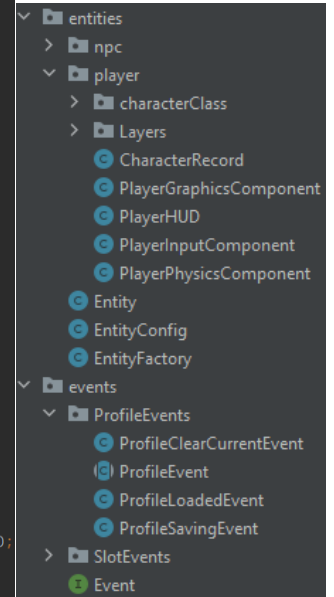 entities
npc
player
characterClass
Layers
CharacterRecord
PlayerGraphicsComponent
PlayerHUD
PlayerInputComponent
PlayerPhysicsComponent
Entity
EntityConfig
EntityFactory
events
ProfileEvents
ProfileClearCurrentEvent
ProfileEvent
ProfileLoadedEvent
ProfileSavingEvent
);
SlotEvents
Event